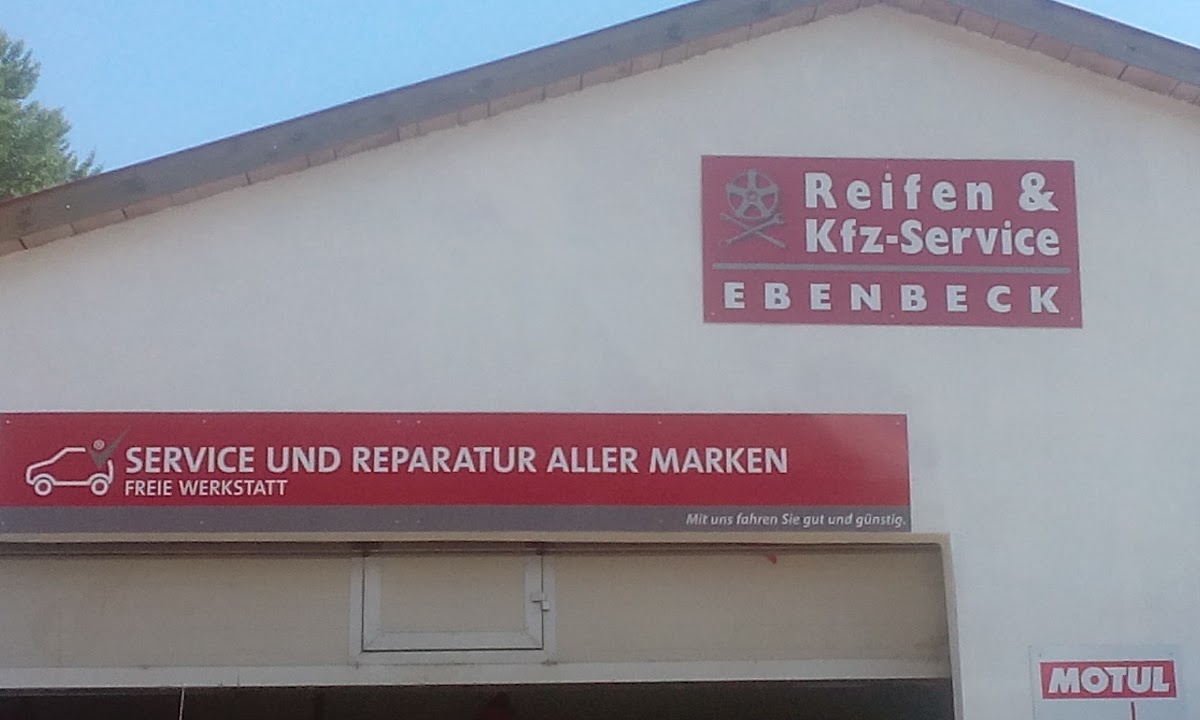 Reifen &
Kfz-Service
EBENBECK
SERVICE UND REPARATUR ALLER MARKEN
FREIE WERKSTATT
Mit uns fahren Sie gut und günstig.
MOTUL